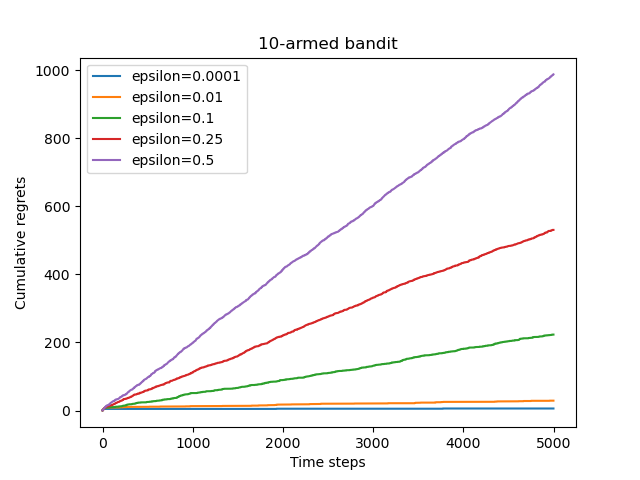 10-armed bandit
epsilon=0.0001
epsilon=0.01
epsilon=0.1
epsilon=0.25
epsilon=0.5
Cumulative regrets
1000
800
600
400
200
0
0 1000 2000 3000 4000 5000
Time steps